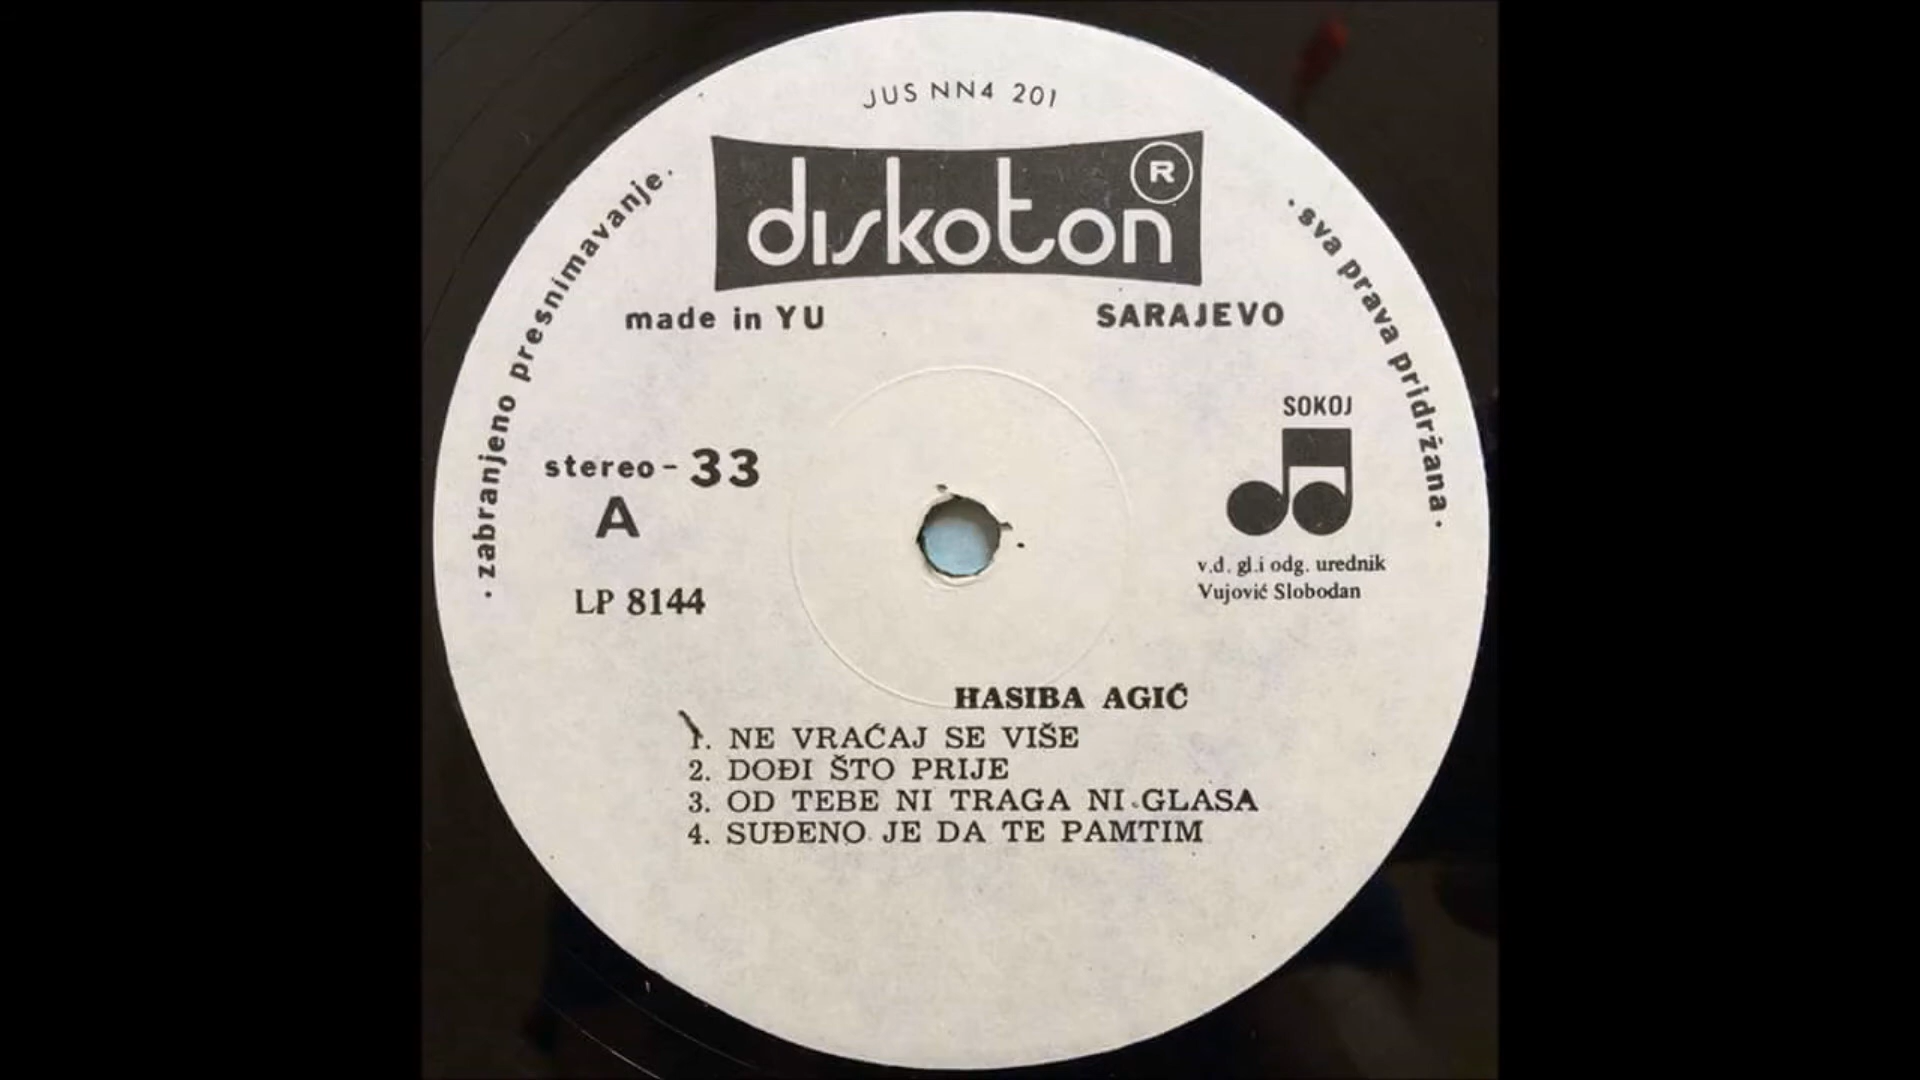 JUS NN4 201
diskoton
R
made in YU
SARAJEVO
· zabranjeno presnimavanje ·
· sva prava pridržana ·
SOKOJ
stereo - 33
A
LP 8144
v.d. gl.i odg. urednik
Vujović Slobodan
HASIBA AGIĆ
1. NE VRAĆAJ SE VIŠE
2. DOĐI ŠTO PRIJE
3. OD TEBE NI TRAGA NI GLASA
4. SUĐENO JE DA TE PAMTIM